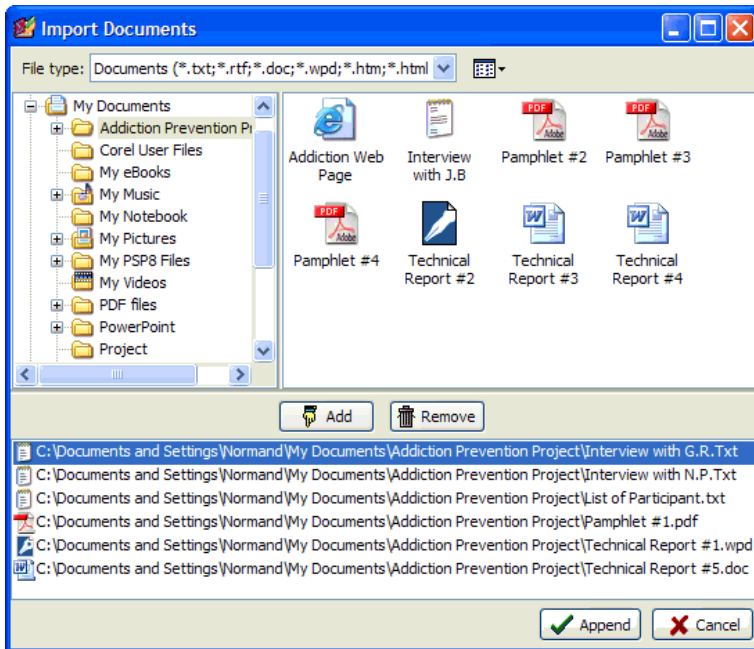 Import Documents
File type: Documents (*.txt;*.rtf;*.doc;*.wpd;*.htm;*.html
My Documents
Addiction Prevention Pr
Corel User Files
My eBooks
My Music
My Notebook
My Pictures
My PSP8 Files
My Videos
PDF files
PowerPoint
Project
Addiction Web
Page
Interview
with J.B
PDF
Adobe
Pamphlet #2
PDF
Adobe
Pamphlet #3
PDF
Adobe
Pamphlet #4
Technical
Report #2
W
Technical
Report #3
W
Technical
Report #4
Add
Remove
C:\Documents and Settings\Normand\My Documents\Addiction Prevention Project\Interview with G.R.Txt
C:\Documents and Settings\Normand\My Documents\Addiction Prevention Project\Interview with N.P.Txt
C:\Documents and Settings\Normand\My Documents\Addiction Prevention Project\List of Participant.txt
C:\Documents and Settings\Normand\My Documents\Addiction Prevention Project\Pamphlet #1.pdf
C:\Documents and Settings\Normand\My Documents\Addiction Prevention Project\Technical Report #1.wpd
C:\Documents and Settings\Normand\My Documents\Addiction Prevention Project\Technical Report #5.doc
Append
Cancel